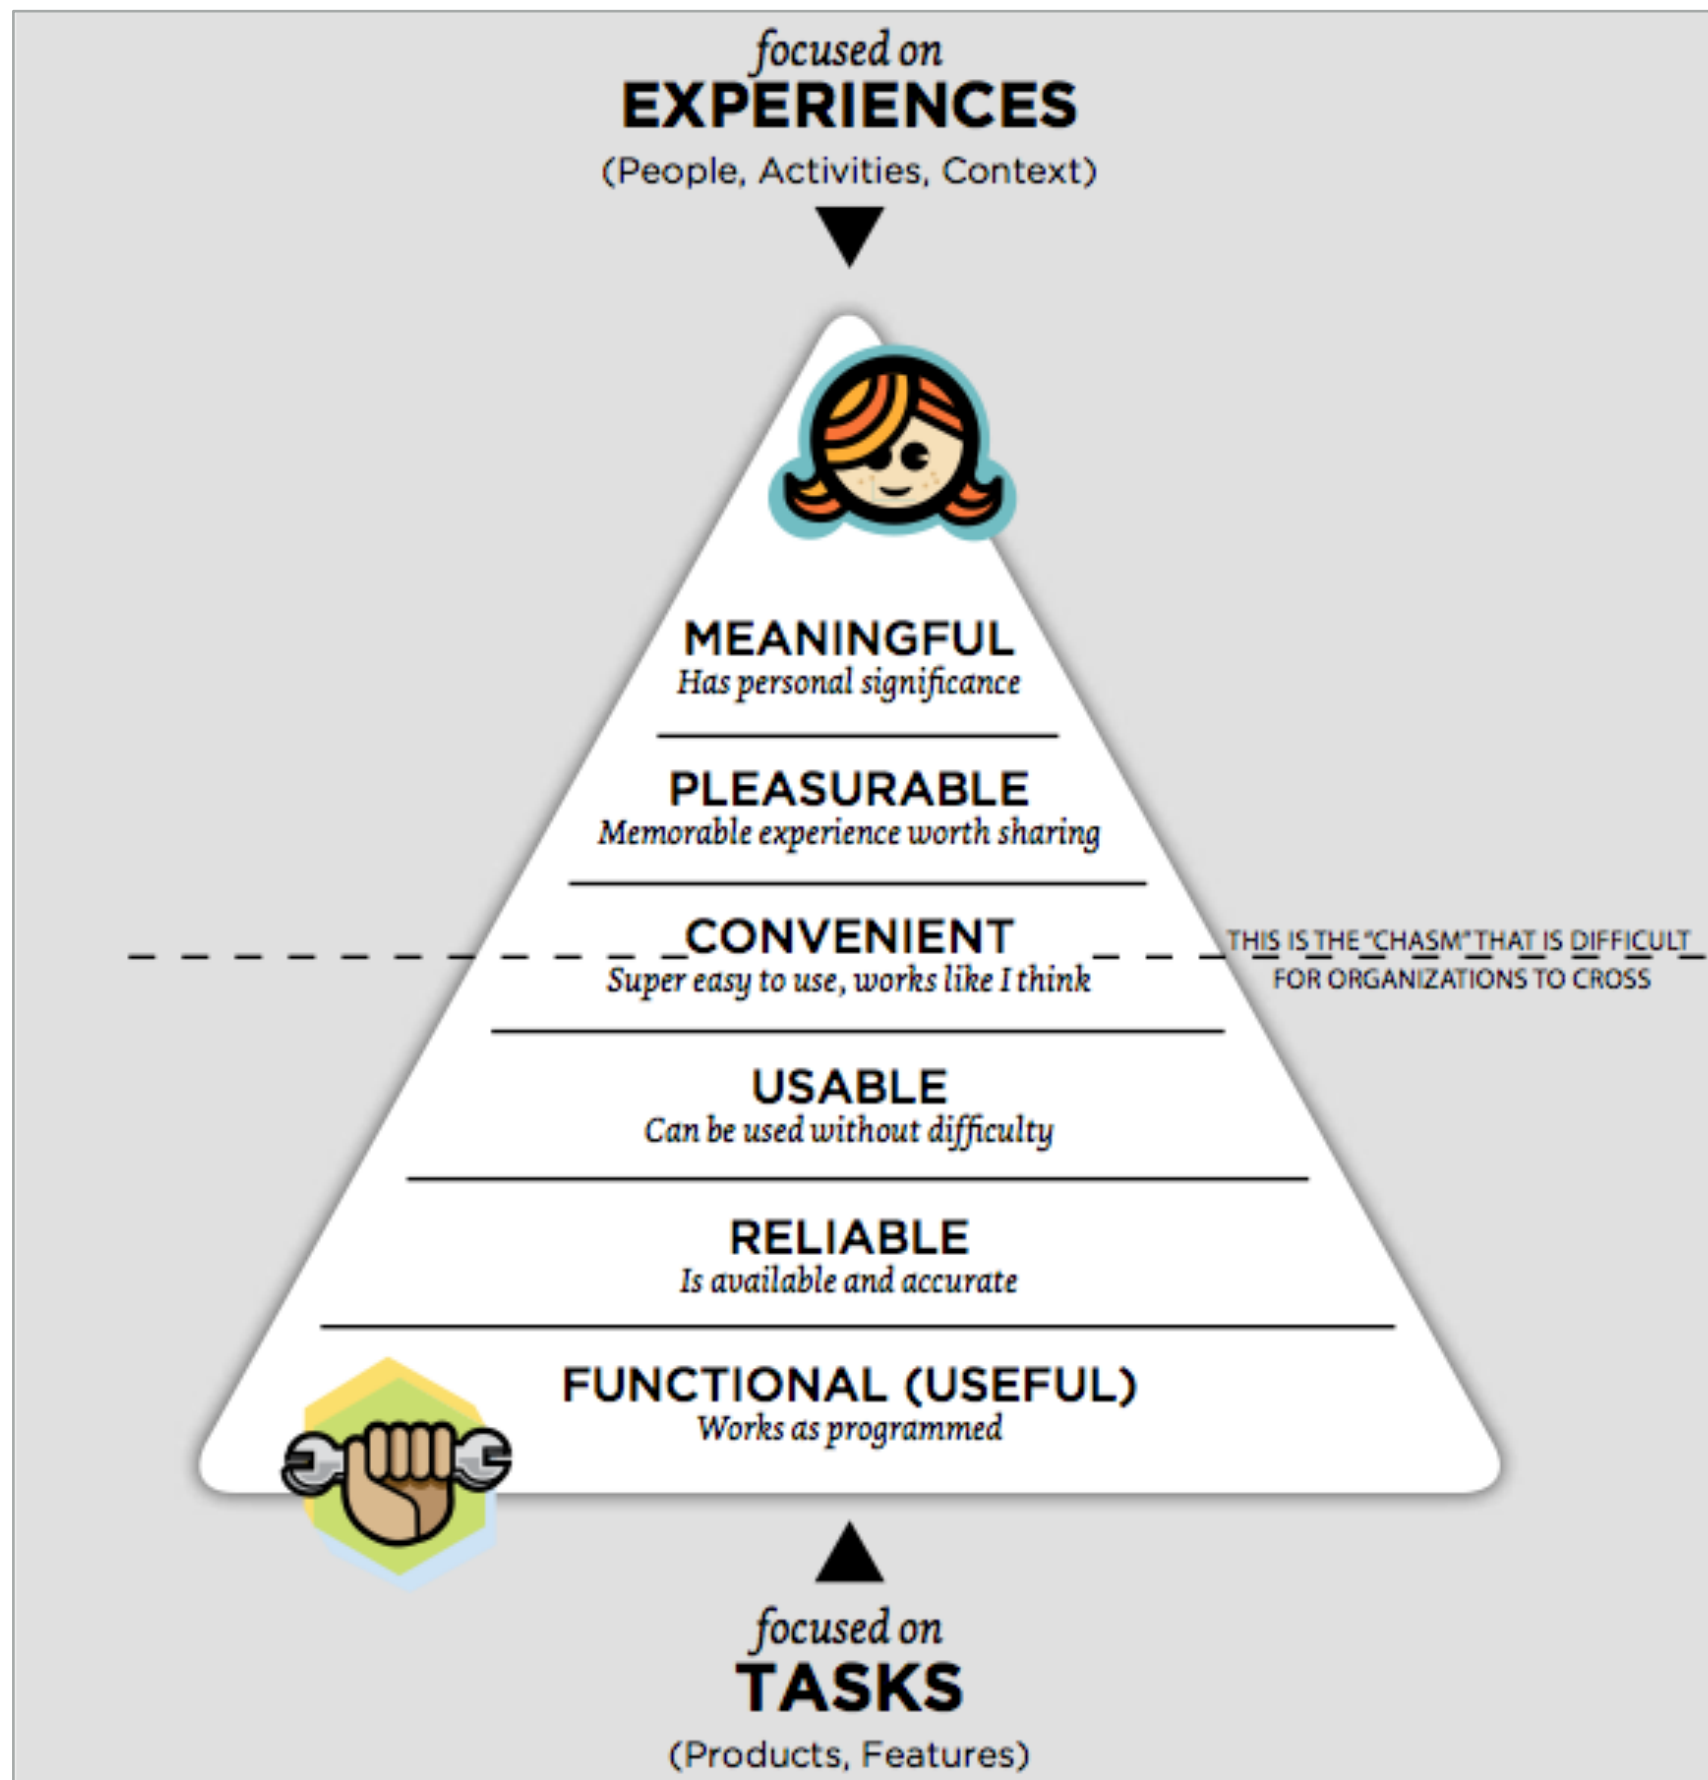 focused on
EXPERIENCES
(People, Activities, Context)
MEANINGFUL
Has personal significance
PLEASURABLE
Memorable experience worth sharing
CONVENIENT
Super easy to use, works like I think
THIS IS THE "CHASM" THAT IS DIFFICULT
FOR ORGANIZATIONS TO CROSS
USABLE
Can be used without difficulty
RELIABLE
Is available and accurate
FUNCTIONAL (USEFUL)
Works as programmed
focused on
TASKS
(Products, Features)